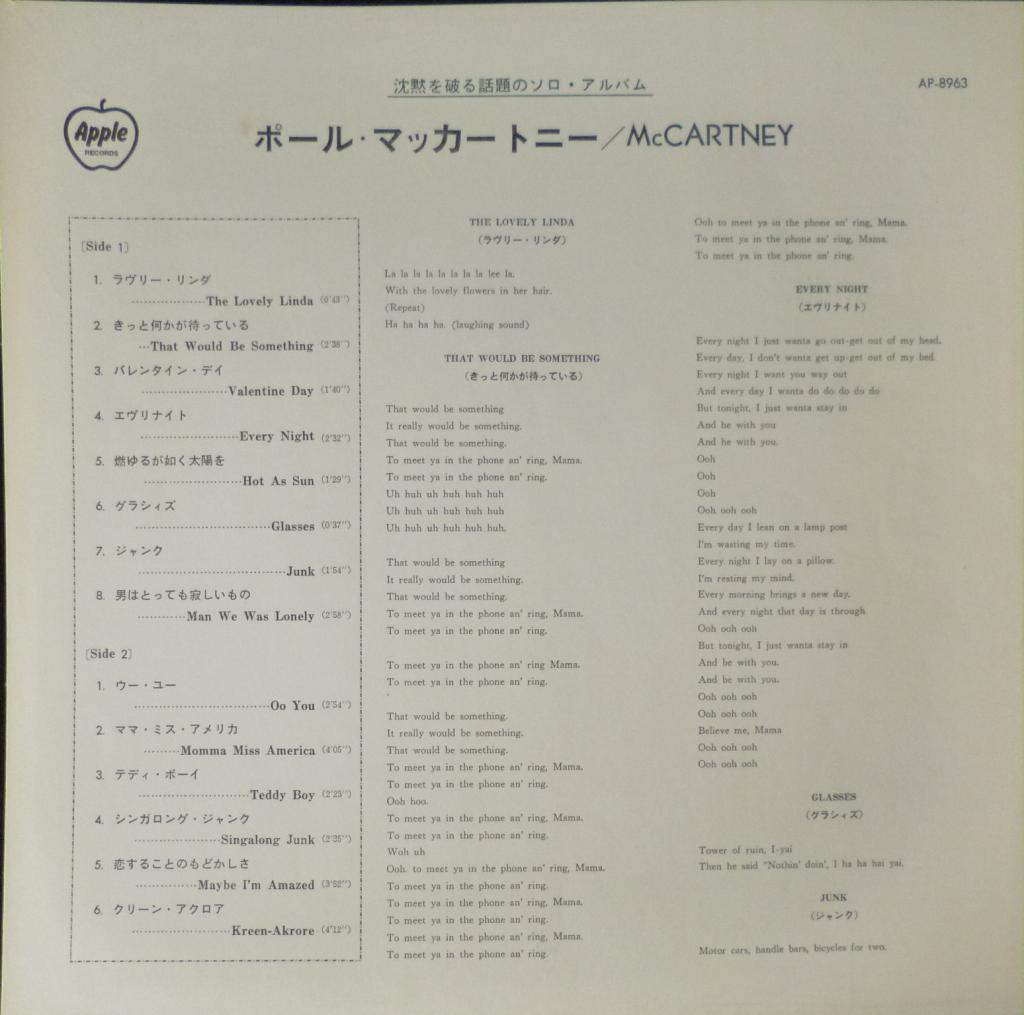 沈黙を破る話題のソロ・アルバム
AP-8963
Apple
RECORDS
ポール・マッカートニー／McCARTNEY
〔Side 1〕
1. ラヴリー・リンダ
··················The Lovely Linda (0'43'')
2. きっと何かが待っている
···That Would Be Something (2'38'')
3. バレンタイン・デイ
······················Valentine Day (1'40'')
4. エヴリナイト
·························Every Night (2'32'')
5. 燃ゆるが如く太陽を
·························Hot As Sun (1'29'')
6. グラシィズ
··································Glasses (0'37'')
7. ジャンク
·····································Junk (1'54'')
8. 男はとっても寂しいもの
············Man We Was Lonely (2'58'')
〔Side 2〕
1. ウー・ユー
··································Oo You (2'54'')
2. ママ・ミス・アメリカ
·········Momma Miss America (4'05'')
3. テディ・ボーイ
····························Teddy Boy (2'23'')
4. シンガロング・ジャンク
······················Singalong Junk (2'35'')
5. 恋することのもどかしさ
················Maybe I'm Amazed (3'52'')
6. クリーン・アクロア
·························Kreen-Akrore (4'12'')
THE LOVELY LINDA
(ラヴリー・リンダ)
La la la la la la la la lee la.
With the lovely flowers in her hair.
(Repeat)
Ha ha ha ha. (laughing sound)
THAT WOULD BE SOMETHING
(きっと何かが待っている)
That would be something
It really would be something.
That would be something.
To meet ya in the phone an' ring, Mama.
To meet ya in the phone an' ring.
Uh huh uh huh huh huh
Uh huh uh huh huh huh
Uh huh uh huh huh huh.
That would be something
It really would be something.
That would be something.
To meet ya in the phone an' ring, Mama.
To meet ya in the phone an' ring.
To meet ya in the phone an' ring Mama.
To meet ya in the phone an' ring.
That would be something.
It really would be something.
That would be something.
To meet ya in the phone an' ring, Mama.
To meet ya in the phone an' ring.
Ooh hoo.
To meet ya in the phone an' ring, Mama.
To meet ya in the phone an' ring.
Woh uh
Ooh. to meet ya in the phone an' ring, Mama.
To meet ya in the phone an' ring.
To meet ya in the phone an' ring, Mama.
To meet ya in the phone an' ring.
To meet ya in the phone an' ring, Mama.
To meet ya in the phone an' ring.
Ooh to meet ya in the phone an' ring, Mama.
To meet ya in the phone an' ring, Mama.
To meet ya in the phone an' ring.
EVERY NIGHT
(エヴリナイト)
Every night I just wanta go out-get out of my head.
Every day, I don't wanta get up-get out of my bed.
Every night I want you way out
And every day I wanta do do do do do
But tonight, I just wanta stay in
And be with you
And be with you.
Ooh
Ooh
Ooh
Ooh ooh ooh
Every day I lean on a lamp post
I'm wasting my time.
Every night I lay on a pillow.
I'm resting my mind.
Every morning brings a new day.
And every night that day is through
Ooh ooh ooh
But tonight, I just wanta stay in
And be with you.
And be with you.
Ooh ooh ooh
Ooh ooh ooh
Believe me, Mama
Ooh ooh ooh
Ooh ooh ooh
GLASSES
(グラシィズ)
Tower of ruin, I-yai
Then he said "Nothin' doin', I ha ha hai yai.
JUNK
(ジャンク)
Motor cars, handle bars, bicycles for two.